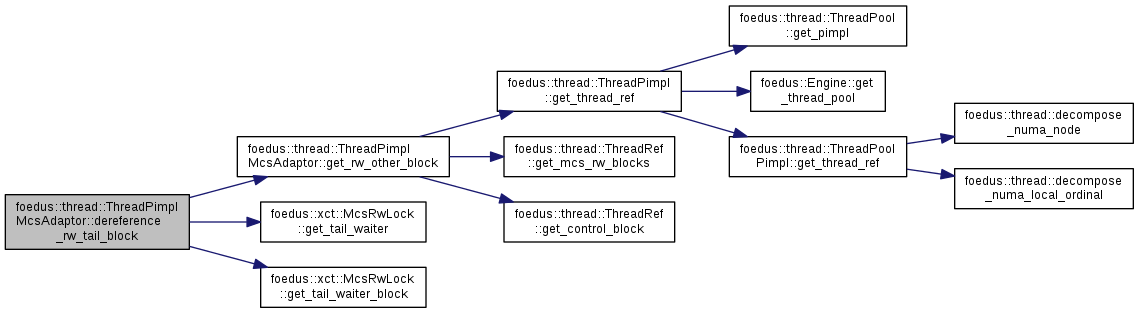 foedus::thread::ThreadPimpl
McsAdaptor::dereference
_rw_tail_block
foedus::thread::ThreadPimpl
McsAdaptor::get_rw_other_block
foedus::xct::McsRwLock
::get_tail_waiter
foedus::xct::McsRwLock
::get_tail_waiter_block
foedus::thread::ThreadPimpl
::get_thread_ref
foedus::thread::ThreadRef
::get_mcs_rw_blocks
foedus::thread::ThreadRef
::get_control_block
foedus::thread::ThreadPool
::get_pimpl
foedus::Engine::get
_thread_pool
foedus::thread::ThreadPool
Pimpl::get_thread_ref
foedus::thread::decompose
_numa_node
foedus::thread::decompose
_numa_local_ordinal